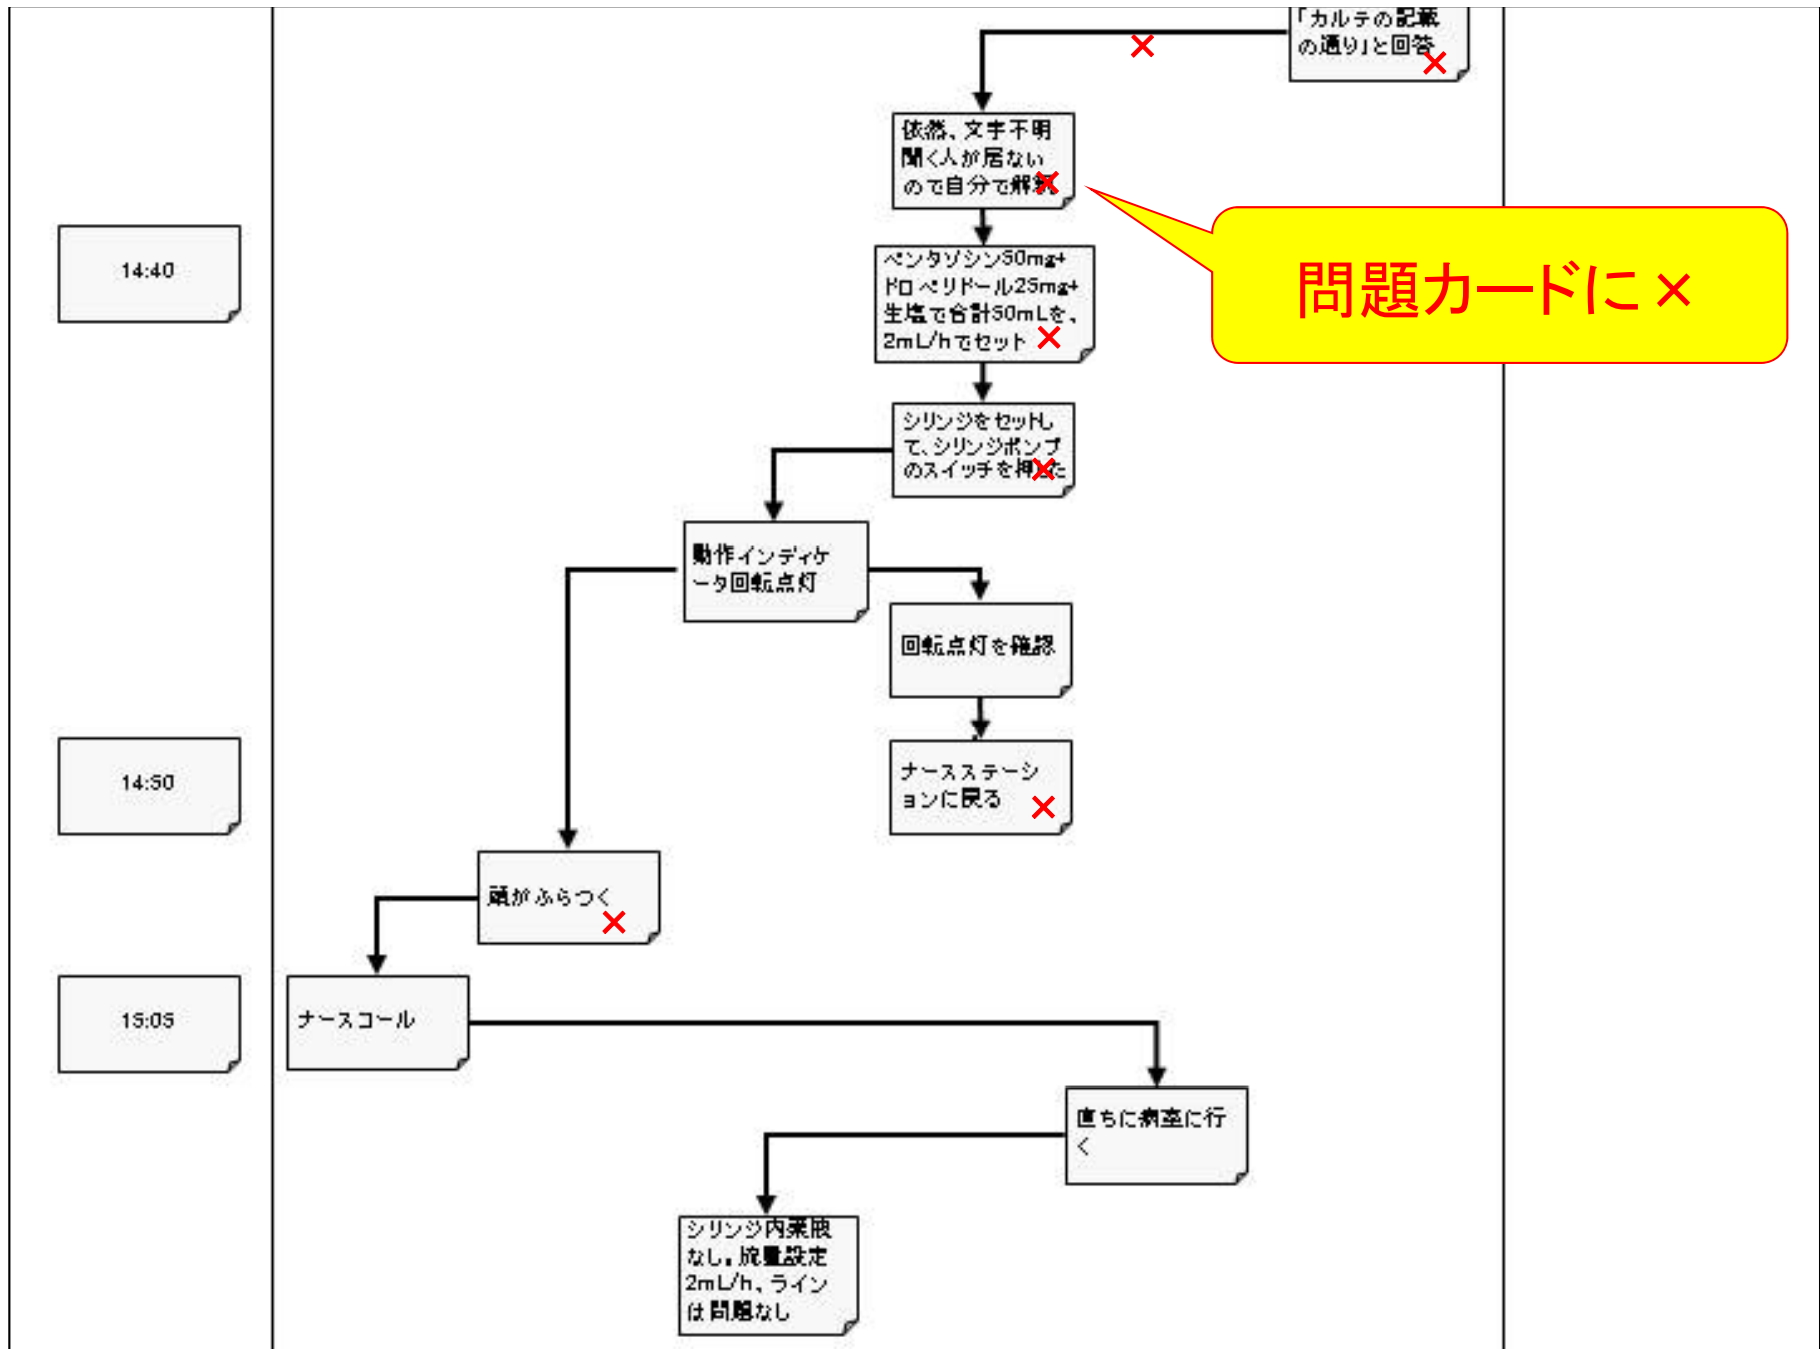 「カルテの記載
の通り」と回答
×
×
依然、文字不明
聞く人が居ない
ので自分で解釈
×
問題カードに×
14:40
ペンタゾシン50mg+
ドロペリドール25mg+
生塩で合計50mLを、
2mL/hでセット
×
シリンジをセットし
て、シリンジポンプ
のスイッチを押した
×
動作インディケ
ータ回転点灯
回転点灯を確認
14:50
ナースステーシ
ョンに戻る
×
頭がふらつく
×
15:05
ナースコール
直ちに病室に行
く
シリンジ内薬液
なし。流量設定
2mL/h、ライン
は問題なし